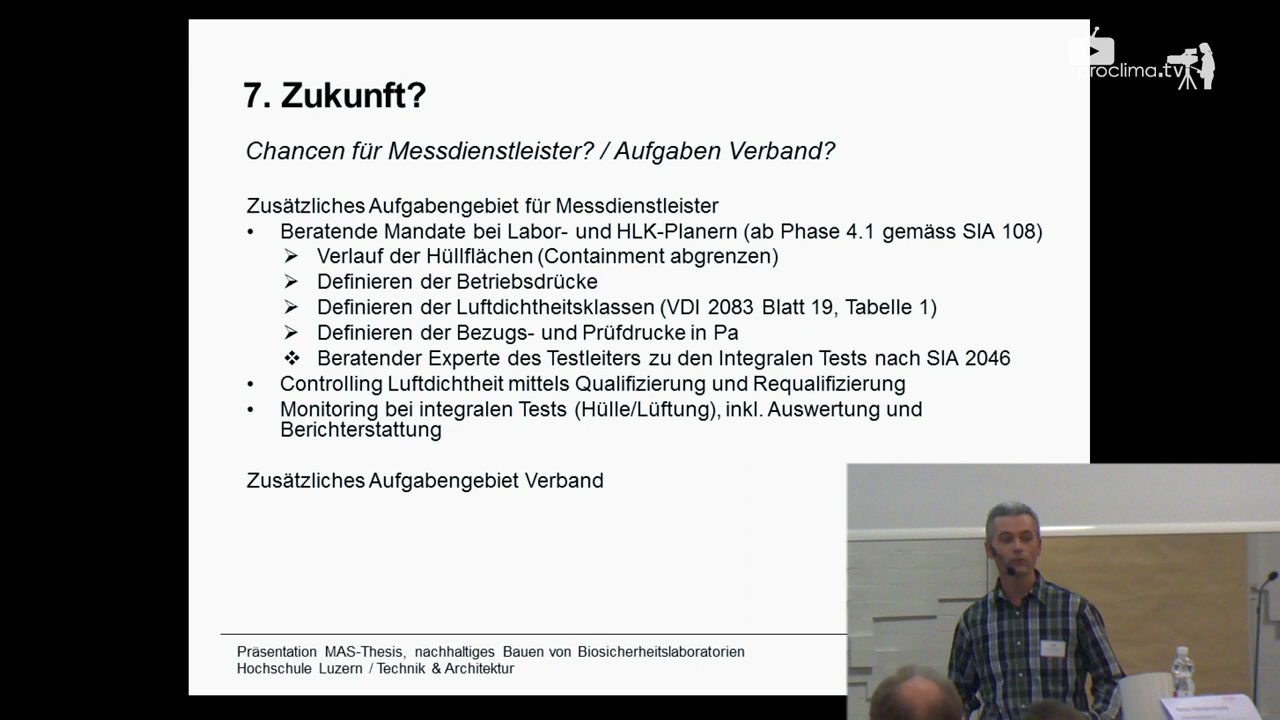 7. Zukunft?
Chancen für Messdienstleister? / Aufgaben Verband?
Zusätzliches Aufgabengebiet für Messdienstleister
• Beratende Mandate bei Labor- und HLK-Planern (ab Phase 4.1 gemäss SIA 108)
➢ Verlauf der Hüllflächen (Containment abgrenzen)
➢ Definieren der Betriebsdrücke
➢ Definieren der Luftdichtheitsklassen (VDI 2083 Blatt 19, Tabelle 1)
➢ Definieren der Bezugs- und Prüfdrucke in Pa
❖ Beratender Experte des Testleiters zu den Integralen Tests nach SIA 2046
• Controlling Luftdichtheit mittels Qualifizierung und Requalifizierung
• Monitoring bei integralen Tests (Hülle/Lüftung), inkl. Auswertung und
Berichterstattung
Zusätzliches Aufgabengebiet Verband
Präsentation MAS-Thesis, nachhaltiges Bauen von Biosicherheitslaboratorien
Hochschule Luzern / Technik & Architektur
proclima.tv